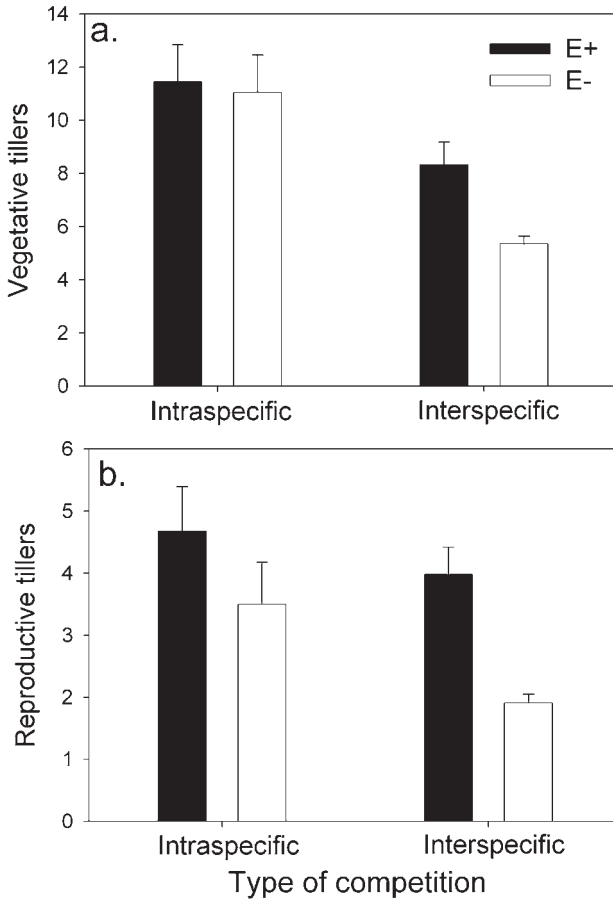 a.
E+
E-
14
12
10
8
6
4
2
0
Vegetative tillers
Intraspecific Interspecific
b.
6
5
4
3
2
1
0
Reproductive tillers
Intraspecific Interspecific
Type of competition